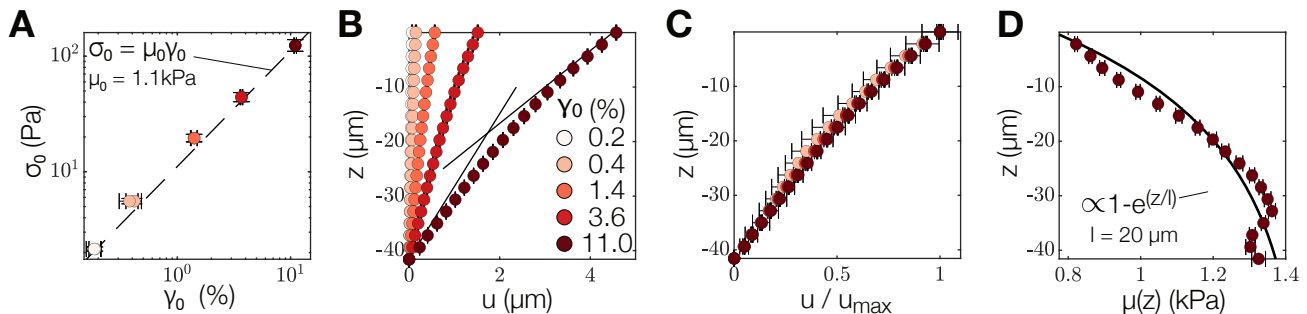 A
σ₀ = μ₀γ₀
μ₀ = 1.1kPa
10²
10¹
σ₀ (Pa)
10⁰
10¹
γ₀ (%)
B
-10
-20
-30
-40
z (μm)
γ₀ (%)
0.2
0.4
1.4
3.6
11.0
0
2
4
u (μm)
C
-10
-20
-30
-40
z (μm)
0
0.5
1
u / uₘₐₓ
D
-10
-20
-30
-40
z (μm)
∝1-e^(z/l)
l = 20 μm
0.8
1
1.2
1.4
μ(z) (kPa)